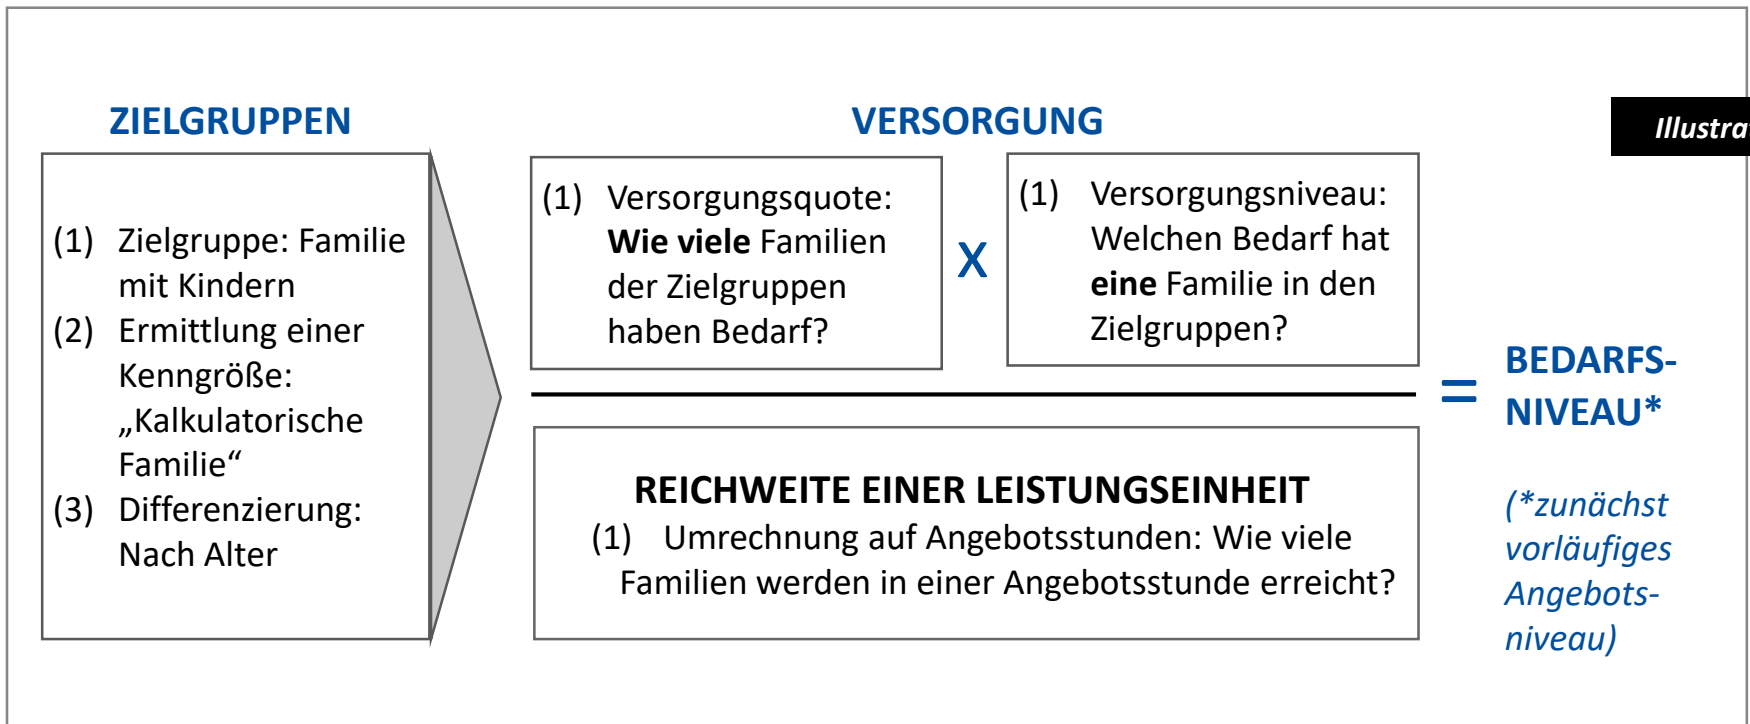 ZIELGRUPPEN
(1) Zielgruppe: Familie
mit Kindern
(2) Ermittlung einer
Kenngröße:
„Kalkulatorische
Familie“
(3) Differenzierung:
Nach Alter
VERSORGUNG
(1) Versorgungsquote:
Wie viele Familien
der Zielgruppen
haben Bedarf?
x
(1) Versorgungsniveau:
Welchen Bedarf hat
eine Familie in den
Zielgruppen?
REICHWEITE EINER LEISTUNGSEINHEIT
(1) Umrechnung auf Angebotsstunden: Wie viele
Familien werden in einer Angebotsstunde erreicht?
Illustra
=
BEDARFS-
NIVEAU*
(*zunächst
vorläufiges
Angebots-
niveau)